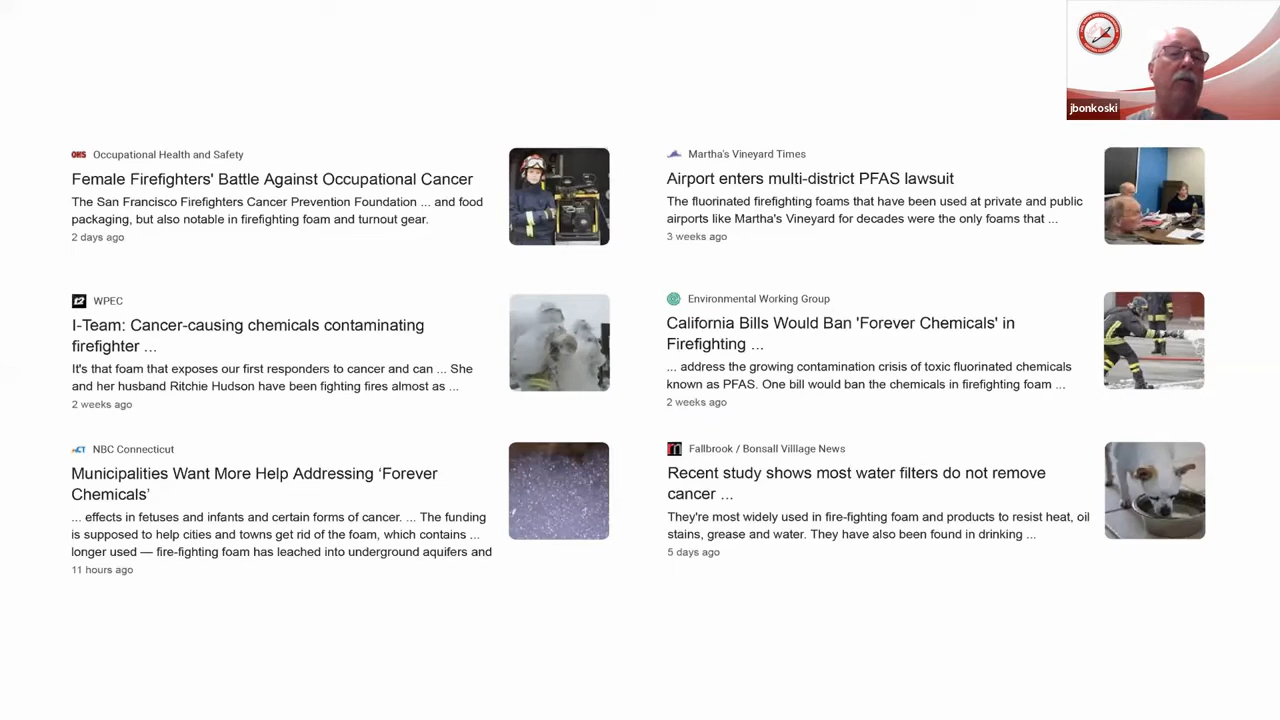 jbonkoski
OHS Occupational Health and Safety
Female Firefighters' Battle Against Occupational Cancer
The San Francisco Firefighters Cancer Prevention Foundation ... and food
packaging, but also notable in firefighting foam and turnout gear.
2 days ago
Martha's Vineyard Times
Airport enters multi-district PFAS lawsuit
The fluorinated firefighting foams that have been used at private and public
airports like Martha's Vineyard for decades were the only foams that ...
3 weeks ago
12 WPEC
I-Team: Cancer-causing chemicals contaminating
firefighter ...
It's that foam that exposes our first responders to cancer and can ... She
and her husband Ritchie Hudson have been fighting fires almost as ...
2 weeks ago
Environmental Working Group
California Bills Would Ban 'Forever Chemicals' in
Firefighting ...
... address the growing contamination crisis of toxic fluorinated chemicals
known as PFAS. One bill would ban the chemicals in firefighting foam ...
2 weeks ago
NBC Connecticut
Municipalities Want More Help Addressing ‘Forever
Chemicals’
... effects in fetuses and infants and certain forms of cancer. ... The funding
is supposed to help cities and towns get rid of the foam, which contains ...
longer used — fire-fighting foam has leached into underground aquifers and
11 hours ago
Fallbrook / Bonsall Villlage News
Recent study shows most water filters do not remove
cancer ...
They're most widely used in fire-fighting foam and products to resist heat, oil
stains, grease and water. They have also been found in drinking ...
5 days ago